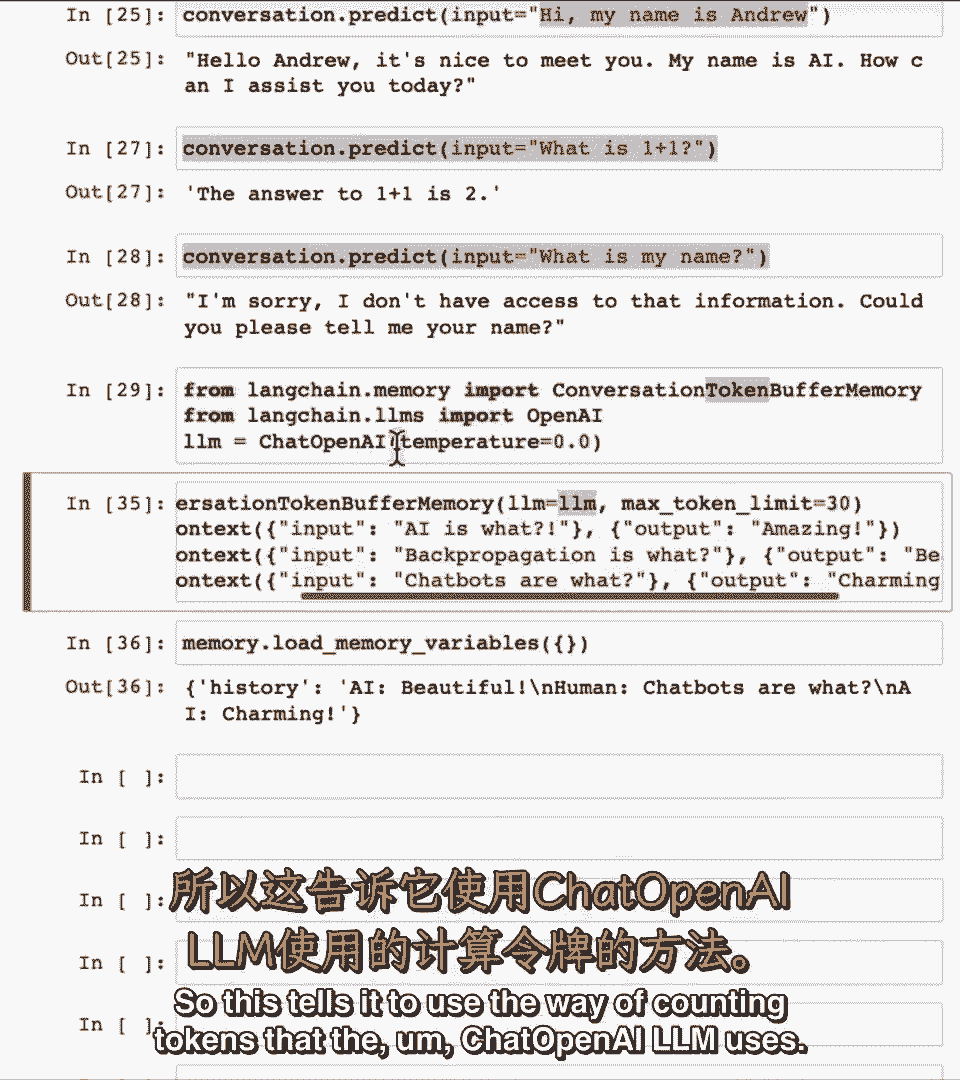 In [25]: conversation.predict(input="Hi, my name is Andrew")
Out[25]: "Hello Andrew, it's nice to meet you. My name is AI. How c
an I assist you today?"
In [27]: conversation.predict(input="What is 1+1?")
Out[27]: 'The answer to 1+1 is 2.'
In [28]: conversation.predict(input="What is my name?")
Out[28]: "I'm sorry, I don't have access to that information. Could
you please tell me your name?"
In [29]: from langchain.memory import ConversationTokenBufferMemory
from langchain.llms import OpenAI
llm = ChatOpenAI(temperature=0.0)
In [35]: ersationTokenBufferMemory(llm=llm, max_token_limit=30)
ontext({"input": "AI is what?!"}, {"output": "Amazing!"})
ontext({"input": "Backpropagation is what?"}, {"output": "Be
ontext({"input": "Chatbots are what?"}, {"output": "Charming
In [36]: memory.load_memory_variables({})
Out[36]: {'history': 'AI: Beautiful!\nHuman: Chatbots are what?\nA
I: Charming!'}
In [ ]:
In [ ]:
In [ ]:
In [ ]:
In [ ]:
所以这告诉它使用ChatOpenAI
LLM使用的计算令牌的方法。
So this tells it to use the way of counting
tokens that the, um, ChatOpenAI LLM uses.